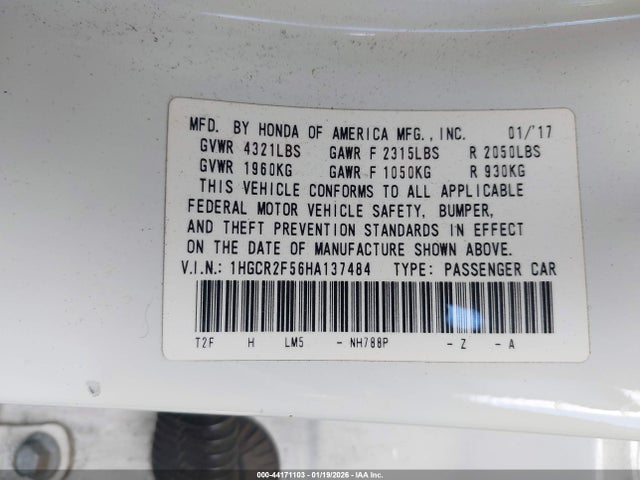 MFD. BY HONDA OF AMERICA MFG., INC. 01/'17
GVWR 4321LBS GAWR F 2315LBS R 2050LBS
GVWR 1960KG GAWR F 1050KG R 930KG
THIS VEHICLE CONFORMS TO ALL APPLICABLE
FEDERAL MOTOR VEHICLE SAFETY, BUMPER,
AND THEFT PREVENTION STANDARDS IN EFFECT
ON THE DATE OF MANUFACTURE SHOWN ABOVE.
V.I.N.: 1HGCR2F56HA137484 TYPE: PASSENGER CAR
T2F H LM5 - NH788P - Z - A
000-44171103 - 01/19/2026 - IAA Inc.